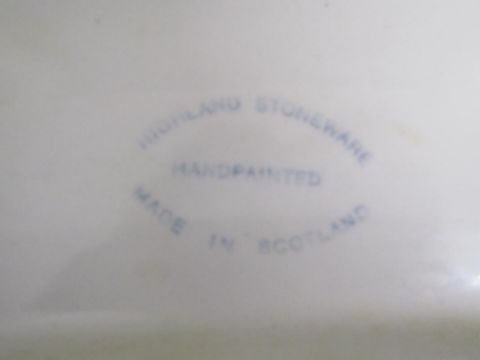 HIGHLAND STONEWARE
HANDPAINTED
MADE IN SCOTLAND